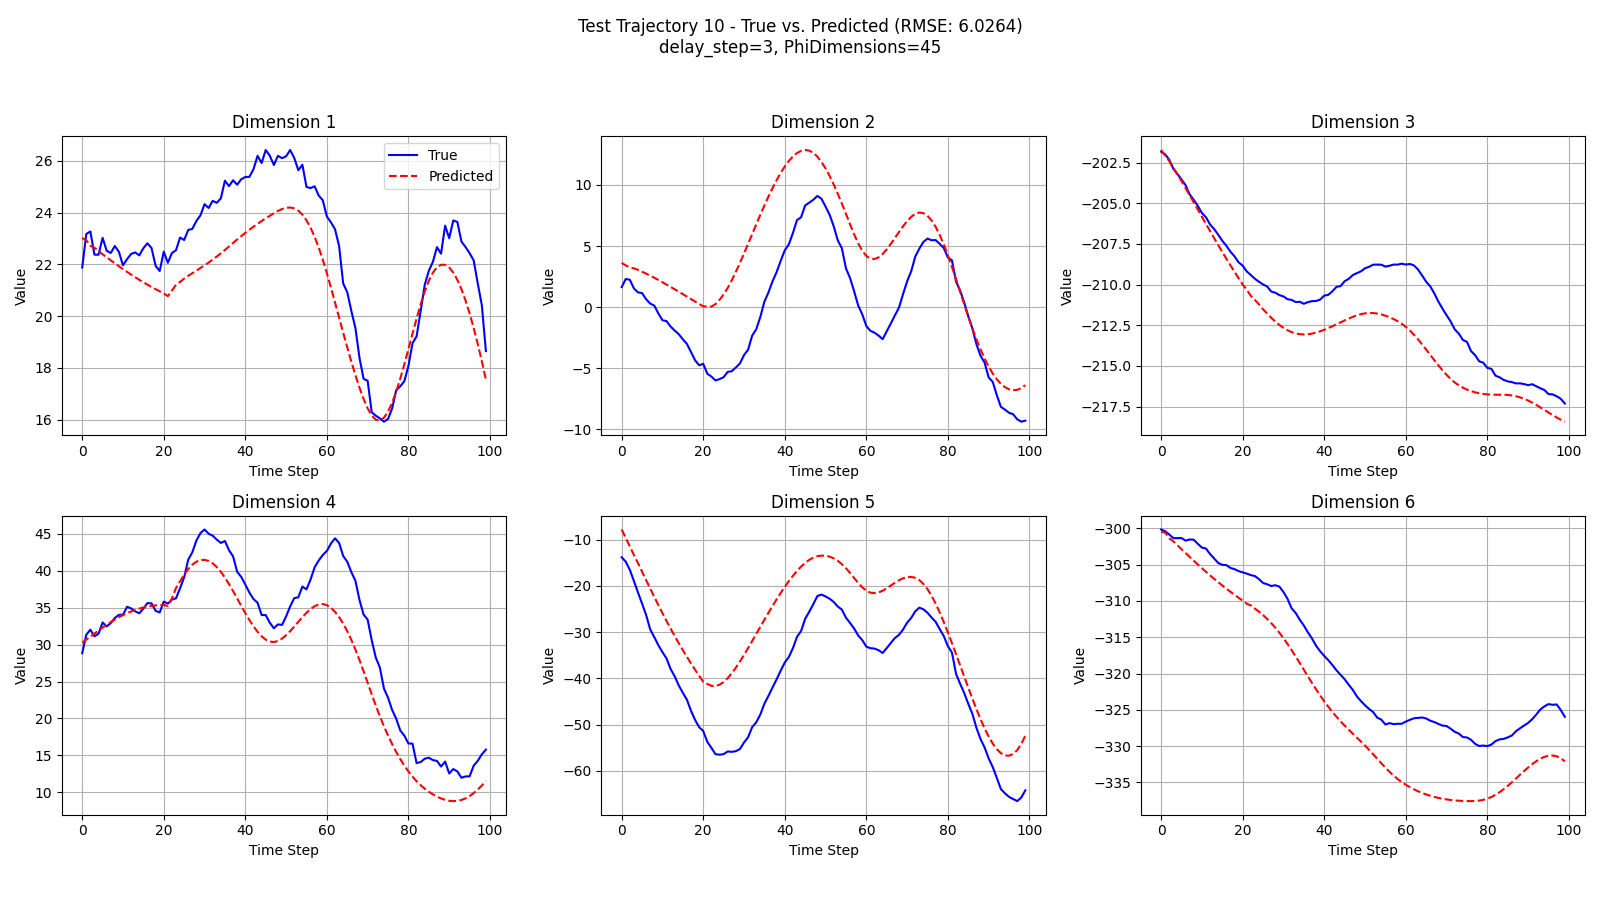 Test Trajectory 10 - True vs. Predicted (RMSE: 6.0264)
delay_step=3, PhiDimensions=45
Dimension 1
26
24
22
20
18
16
Value
0 20 40 60 80 100
Time Step
True
Predicted
Dimension 2
10
5
0
−5
−10
Value
0 20 40 60 80 100
Time Step
Dimension 3
−202.5
−205.0
−207.5
−210.0
−212.5
−215.0
−217.5
Value
0 20 40 60 80 100
Time Step
Dimension 4
45
40
35
30
25
20
15
10
Value
0 20 40 60 80 100
Time Step
Dimension 5
−10
−20
−30
−40
−50
−60
Value
0 20 40 60 80 100
Time Step
Dimension 6
−300
−305
−310
−315
−320
−325
−330
−335
Value
0 20 40 60 80 100
Time Step